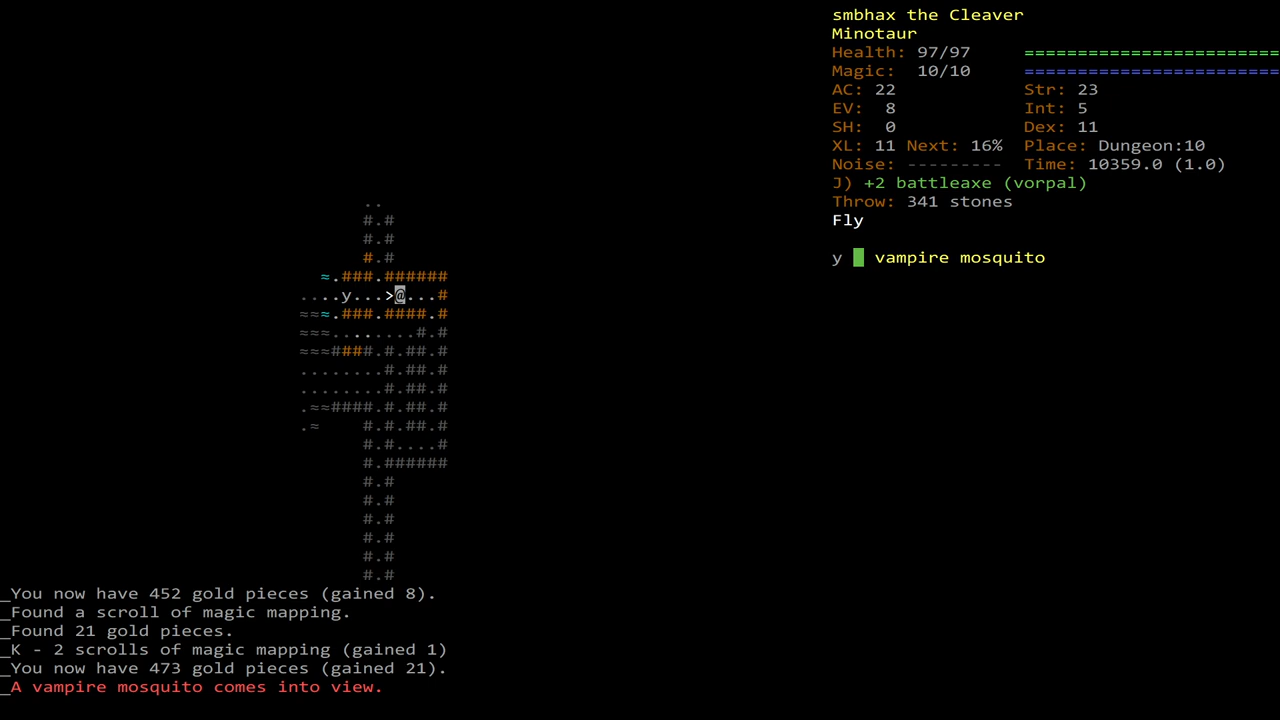 smbhax the Cleaver
Minotaur
Health: 97/97 ========================
Magic: 10/10 ========================
AC: 22 Str: 23
EV: 8 Int: 5
SH: 0 Dex: 11
XL: 11 Next: 16% Place: Dungeon:10
Noise: --------- Time: 10359.0 (1.0)
J) +2 battleaxe (vorpal)
Throw: 341 stones
Fly
y vampire mosquito
..
#.#
#.#
#.#
≈.###.######
....y...>@...#
≈≈≈.###.####.#
≈≈≈........#.#
≈≈≈####.#.##.#
........#.##.#
........#.##.#
.≈≈####.#.##.#
.≈ #.#.##.#
#.#....#
#.######
#.#
#.#
#.#
#.#
#.#
#.#
_You now have 452 gold pieces (gained 8).
_Found a scroll of magic mapping.
_Found 21 gold pieces.
_K - 2 scrolls of magic mapping (gained 1)
_You now have 473 gold pieces (gained 21).
_A vampire mosquito comes into view.